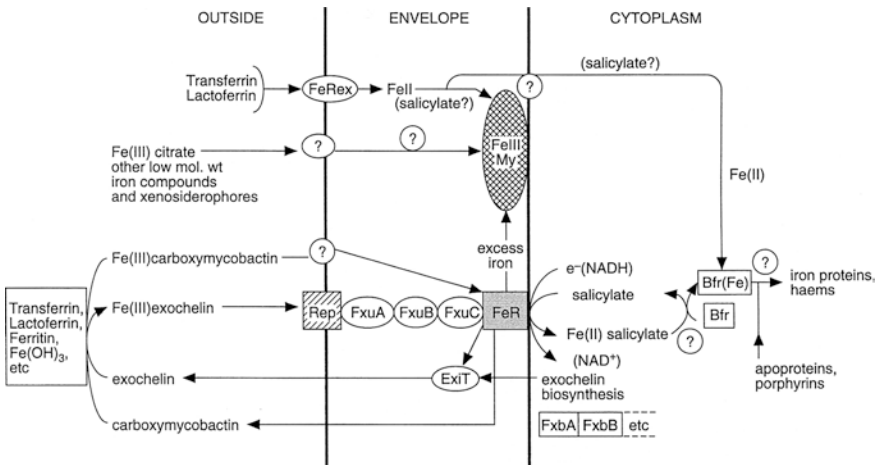 OUTSIDE
ENVELOPE
CYTOPLASM
Transferrin
Lactoferrin
FeRex
FeII
(salicylate?)
?
(salicylate?)
Fe(III) citrate
other low mol. wt
iron compounds
and xenosiderophores
?
?
FeIII
My
Fe(II)
excess
iron
Fe(III)carboxymycobactin
?
Transferrin,
Lactoferrin,
Ferritin,
Fe(OH)₃,
etc
Fe(III)exochelin
Rep
FxuA
FxuB
FxuC
FeR
e⁻(NADH)
salicylate
Fe(II) salicylate
(NAD⁺)
?
Bfr(Fe)
Bfr
?
iron proteins,
haems
apoproteins,
porphyrins
exochelin
ExiT
exochelin
biosynthesis
carboxymycobactin
FxbA
FxbB
etc